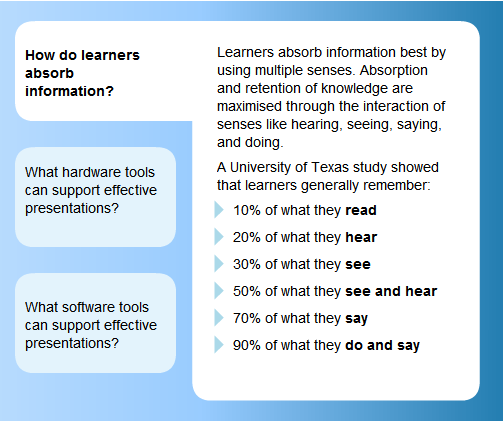 How do learners
absorb
information?
Learners absorb information best by
using multiple senses. Absorption
and retention of knowledge are
maximised through the interaction of
senses like hearing, seeing, saying,
and doing.
A University of Texas study showed
that learners generally remember:
10% of what they read
20% of what they hear
30% of what they see
50% of what they see and hear
70% of what they say
90% of what they do and say
What hardware tools
can support effective
presentations?
What software tools
can support effective
presentations?